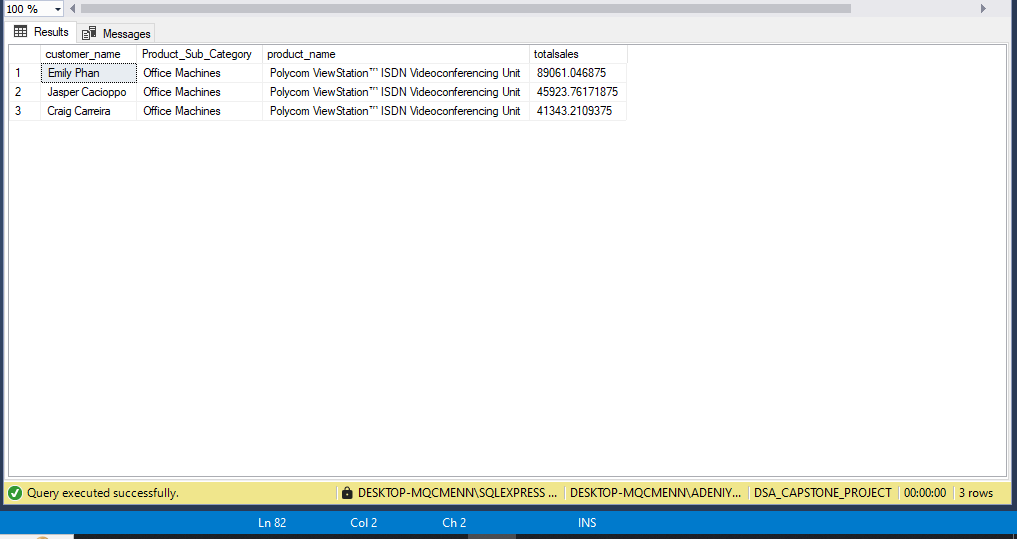 100 %
Results Messages
customer_name Product_Sub_Category product_name totalsales
1 Emily Phan Office Machines Polycom ViewStation™ ISDN Videoconferencing Unit 89061.046875
2 Jasper Cacioppo Office Machines Polycom ViewStation™ ISDN Videoconferencing Unit 45923.76171875
3 Craig Carreira Office Machines Polycom ViewStation™ ISDN Videoconferencing Unit 41343.2109375
Query executed successfully. DESKTOP-MQCMENN\SQLEXPRESS ... DESKTOP-MQCMENN\ADENIY... DSA_CAPSTONE_PROJECT 00:00:00 3 rows
Ln 82 Col 2 Ch 2 INS